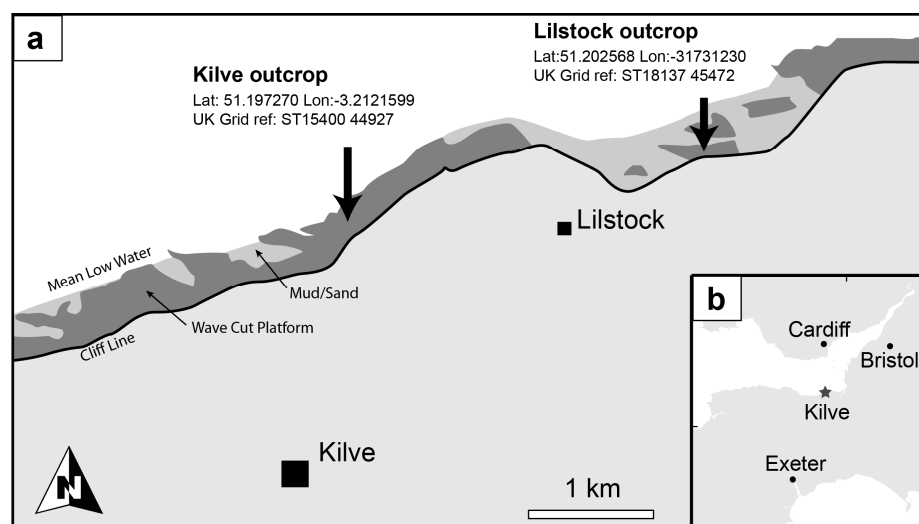 a
Kilve outcrop
Lat: 51.197270 Lon:-3.2121599
UK Grid ref: ST15400 44927
Lilstock outcrop
Lat:51.202568 Lon:-31731230
UK Grid ref: ST18137 45472
Lilstock
Mean Low Water
Mud/Sand
Wave Cut Platform
Cliff Line
Kilve
N
1 km
b
Cardiff
Bristol
Kilve
Exeter